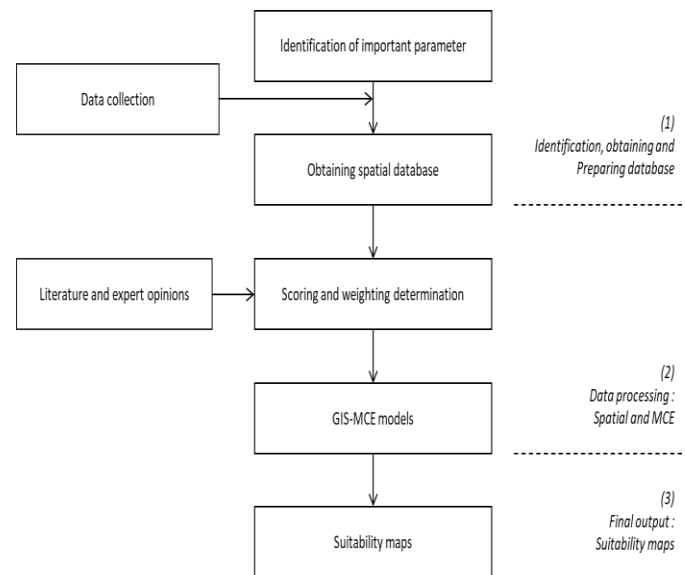 Identification of important parameter
Data collection
(1)
Identification, obtaining and
Preparing database
Obtaining spatial database
Literature and expert opinions
Scoring and weighting determination
(2)
Data processing :
Spatial and MCE
GIS-MCE models
(3)
Final output :
Suitability maps
Suitability maps